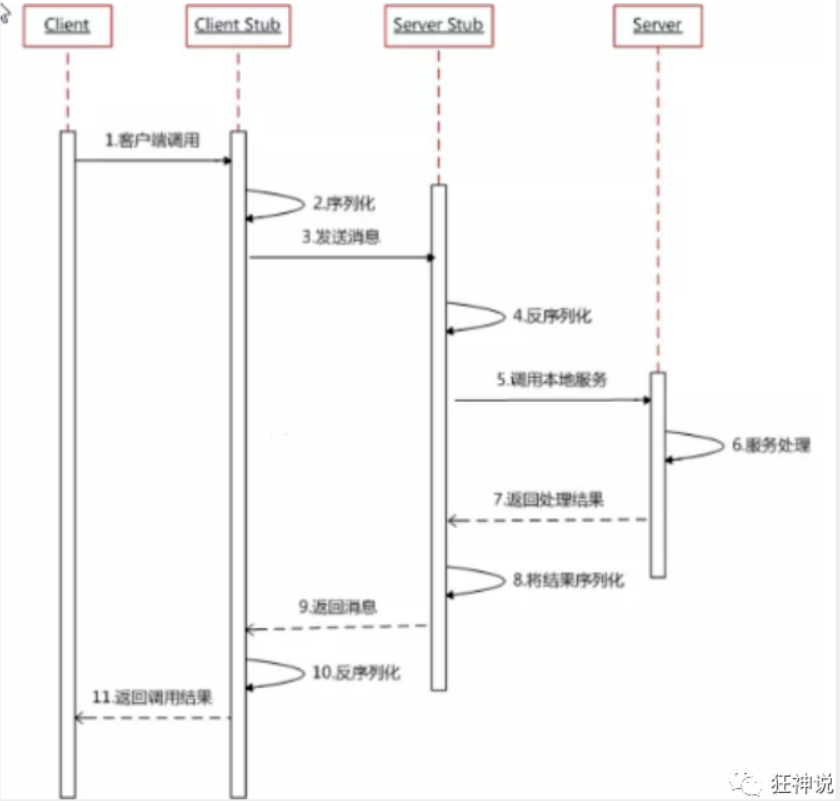 Client
Client Stub
Server Stub
Server
1.客户端调用
2.序列化
3.发送消息
4.反序列化
5.调用本地服务
6.服务处理
7.返回处理结果
8.将结果序列化
9.返回消息
10.反序列化
11.返回调用结果
狂神说